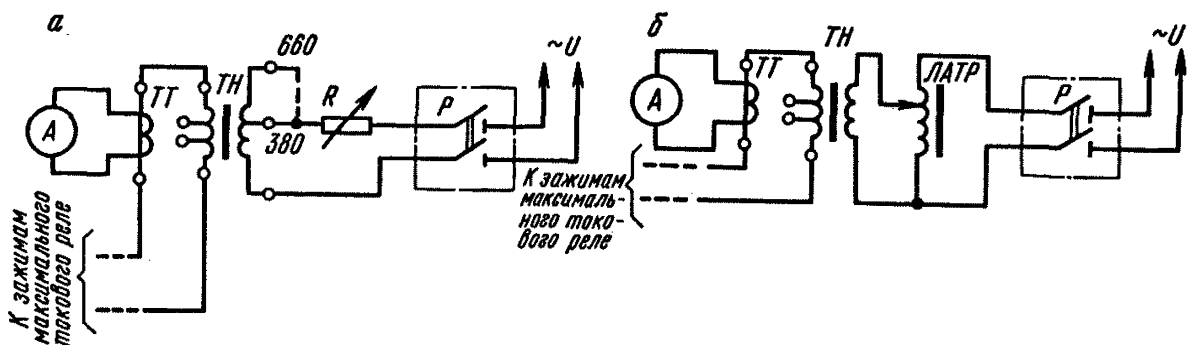 а
660
~U
ТТ
ТН
R
Р
А
380
К зажимам
максимального
токового реле
б
ТН
~U
ТТ
ЛАТР
Р
А
К зажимам
максималь-
ного токо-
вого реле